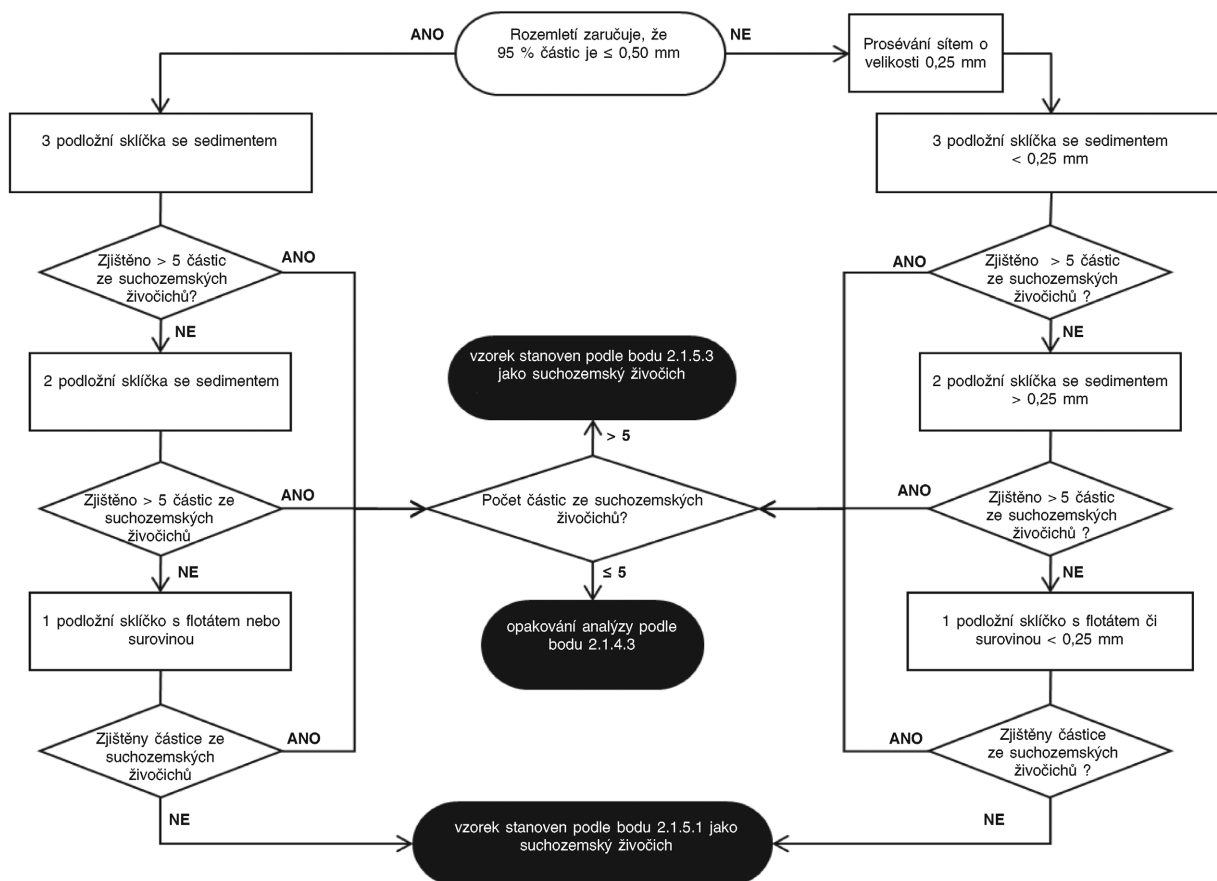 Rozemletí zaručuje, že
95 % částic je ≤ 0,50 mm
ANO
NE
Prosévání sítem o
velikosti 0,25 mm
3 podložní sklíčka se sedimentem
3 podložní sklíčka se sedimentem
< 0,25 mm
Zjištěno > 5 částic
ze suchozemských
živočichů?
ANO
NE
Zjištěno > 5 částic
ze suchozemských
živočichů ?
ANO
NE
2 podložní sklíčka se sedimentem
vzorek stanoven podle bodu 2.1.5.3
jako suchozemský živočich
2 podložní sklíčka se sedimentem
> 0,25 mm
> 5
Zjištěno > 5 částic ze
suchozemských
živočichů
ANO
NE
Počet částic ze suchozemských
živočichů?
Zjištěno > 5 částic
ze suchozemských
živočichů ?
ANO
NE
≤ 5
1 podložní sklíčko s flotátem nebo
surovinou
opakování analýzy podle
bodu 2.1.4.3
1 podložní sklíčko s flotátem či
surovinou < 0,25 mm
Zjištěny částice ze
suchozemských
živočichů
ANO
NE
Zjištěny částice
ze suchozemských
živočichů ?
ANO
NE
vzorek stanoven podle bodu 2.1.5.1 jako
suchozemský živočich